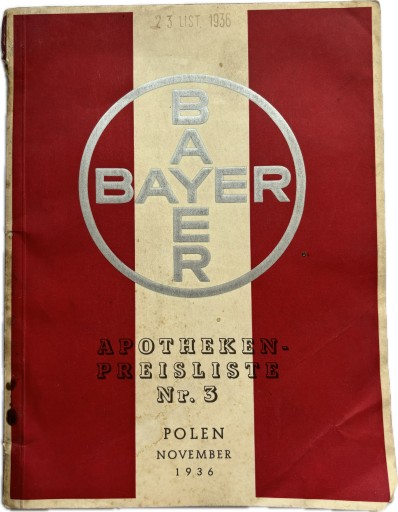 23 LIST. 1936
BAYER
BAYER
APOTHEKEN-
PREISLISTE
Nr. 3
POLEN
NOVEMBER
1936